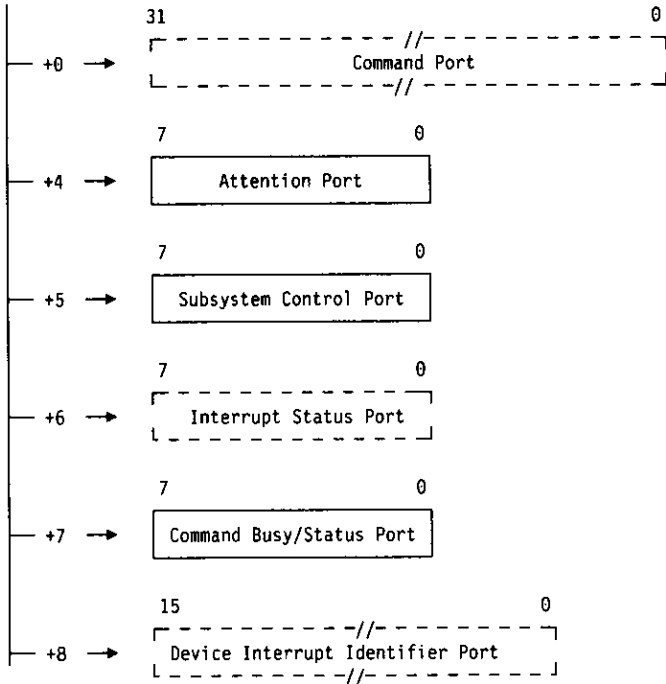 31 0
+0 Command Port
7 0
+4 Attention Port
7 0
+5 Subsystem Control Port
7 0
+6 Interrupt Status Port
7 0
+7 Command Busy/Status Port
15 0
+8 Device Interrupt Identifier Port